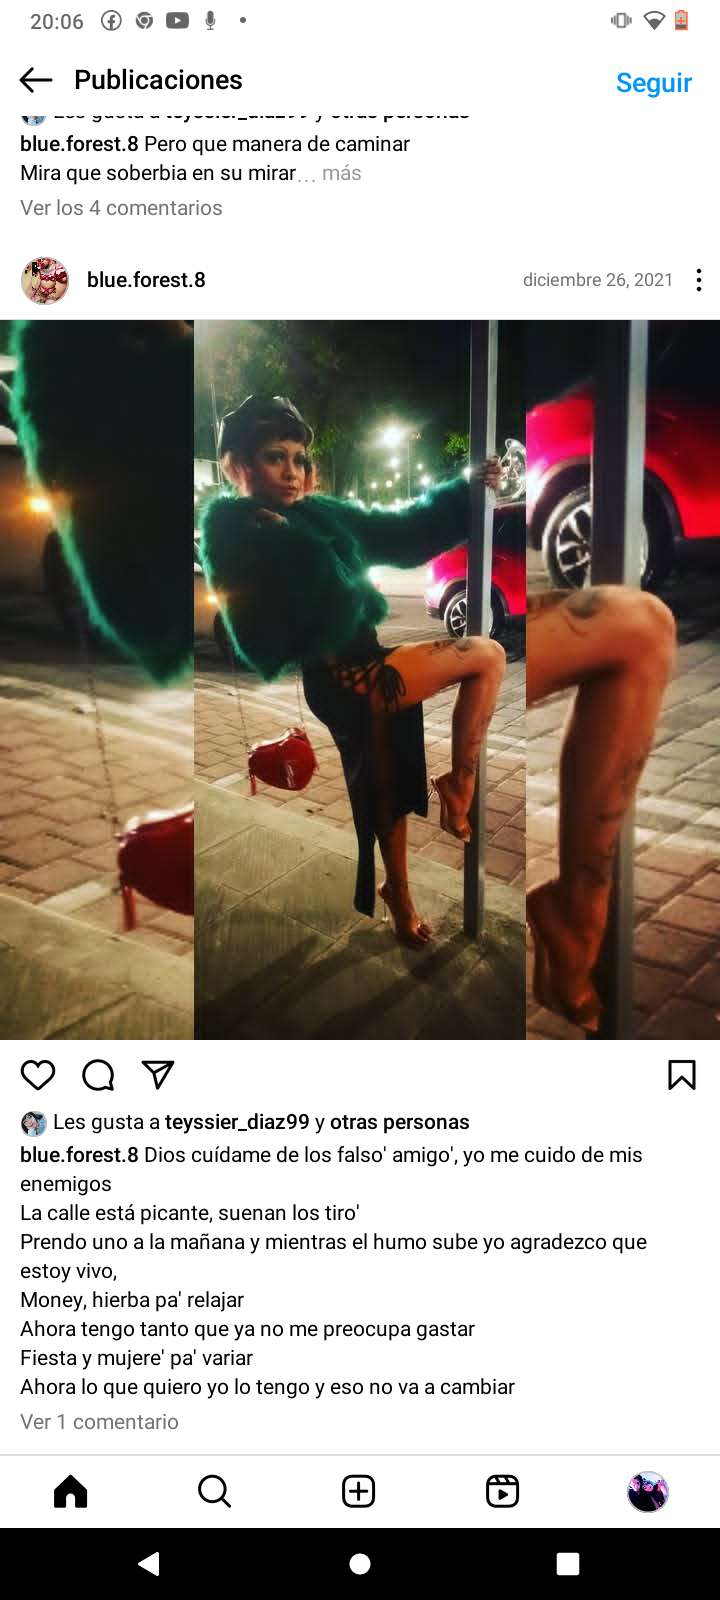 20:06
Publicaciones
Seguir
Les gusta a teyssier_diaz99 y otras personas
blue.forest.8 Pero que manera de caminar
Mira que soberbia en su mirar... más
Ver los 4 comentarios
blue.forest.8
diciembre 26, 2021
Les gusta a teyssier_diaz99 y otras personas
blue.forest.8 Dios cuídame de los falso' amigo', yo me cuido de mis
enemigos
La calle está picante, suenan los tiro'
Prendo uno a la mañana y mientras el humo sube yo agradezco que
estoy vivo,
Money, hierba pa' relajar
Ahora tengo tanto que ya no me preocupa gastar
Fiesta y mujere' pa' variar
Ahora lo que quiero yo lo tengo y eso no va a cambiar
Ver 1 comentario